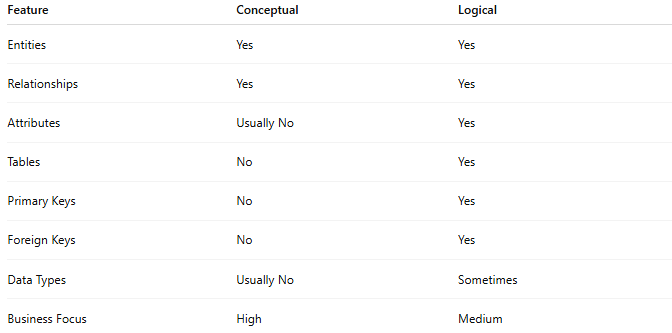 Feature Conceptual Logical
Entities Yes Yes
Relationships Yes Yes
Attributes Usually No Yes
Tables No Yes
Primary Keys No Yes
Foreign Keys No Yes
Data Types Usually No Sometimes
Business Focus High Medium